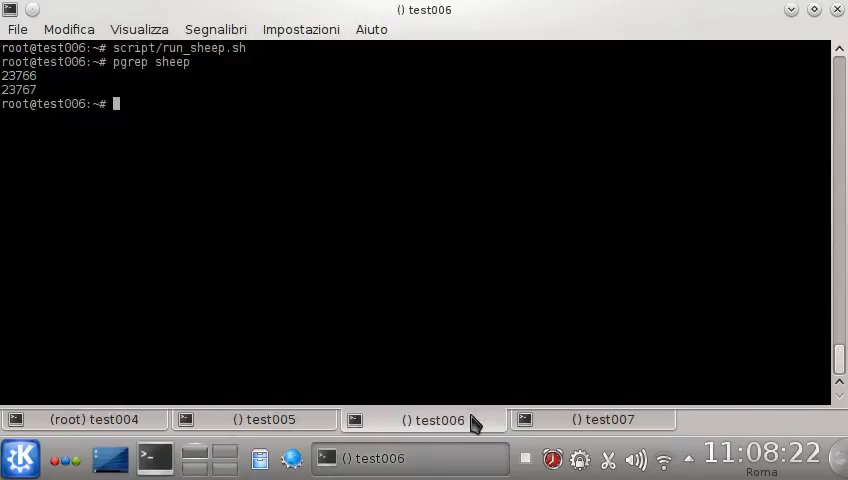 () test006
File Modifica Visualizza Segnalibri Impostazioni Aiuto
root@test006:~# script/run_sheep.sh
root@test006:~# pgrep sheep
23766
23767
root@test006:~#
(root) test004 () test005 () test006 () test007
() test006 11:08:22
Roma